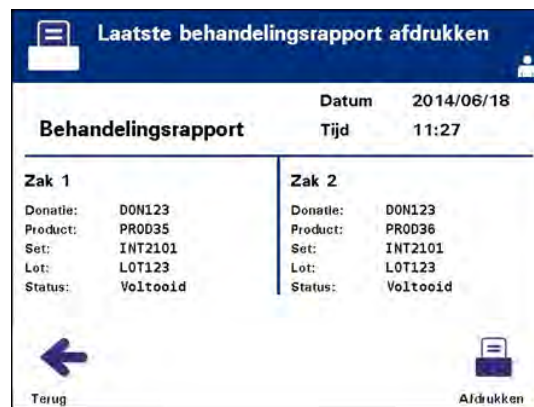 Laatste behandelingsrapport afdrukken
Datum 2014/06/18
Behandelingsrapport Tijd 11:27
Zak 1
Donatie: DON123
Product: PROD35
Set: INT2101
Lot: LOT123
Status: Voltooid
Zak 2
Donatie: DON123
Product: PROD36
Set: INT2101
Lot: LOT123
Status: Voltooid
Terug
Afdrukken